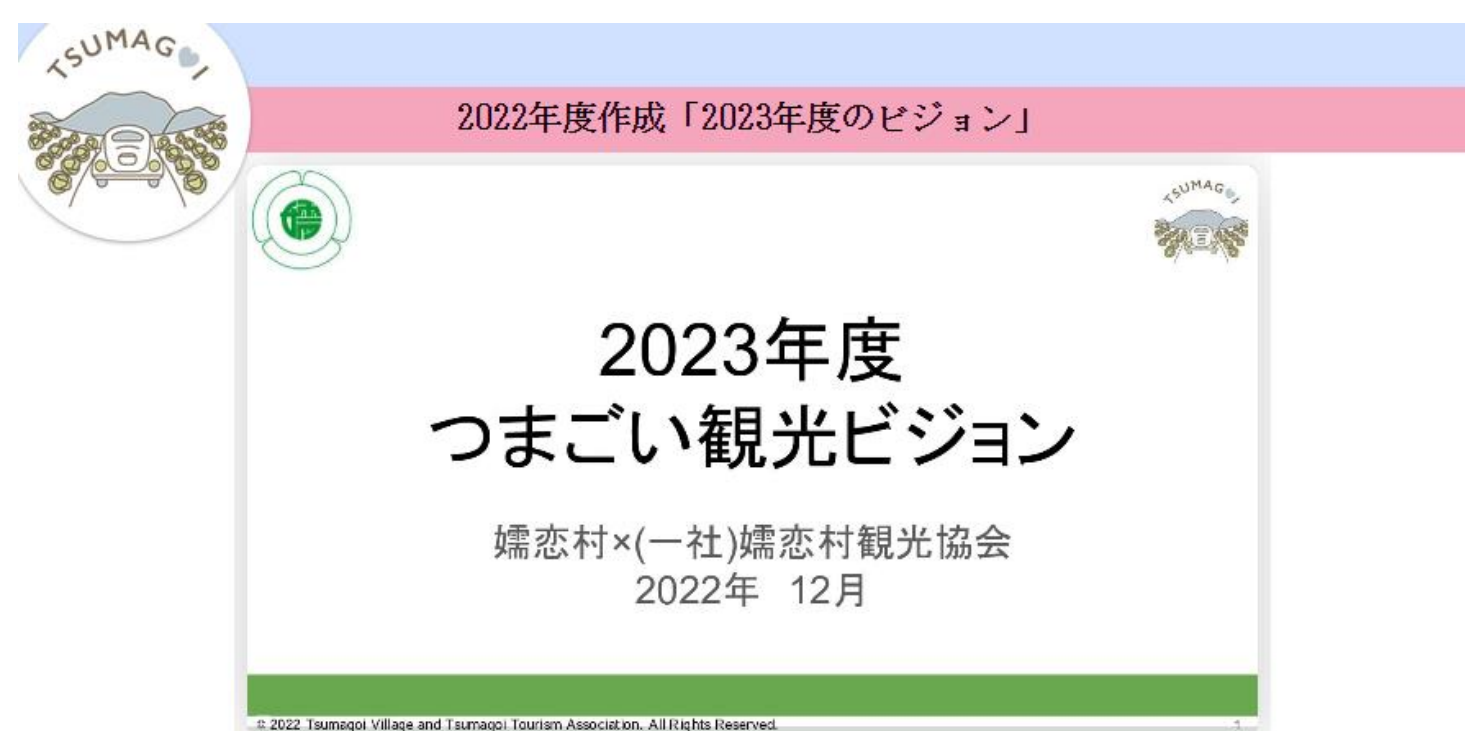 TSUMAGOI
2022年度作成「2023年度のビジョン」
TSUMAGOI
2023年度
つまごい観光ビジョン
嬬恋村×(一社)嬬恋村観光協会
2022年 12月
© 2022 Tsumagoi Village and Tsumagoi Tourism Association. All Rights Reserved.
1